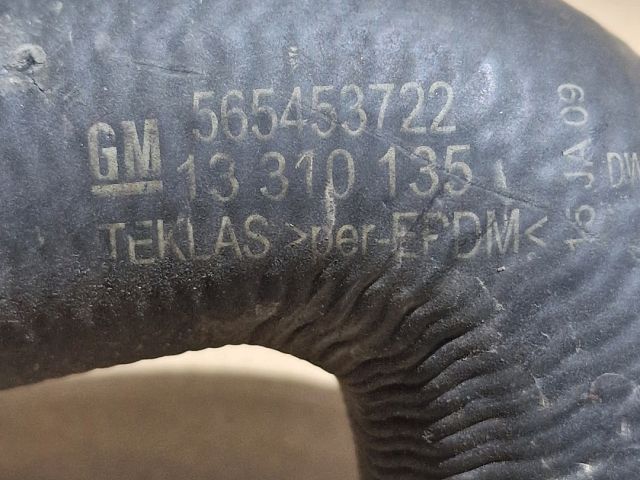 GM
565453722
13 310 135
TEKLAS >per-EPDM<
15 JA 09
DW